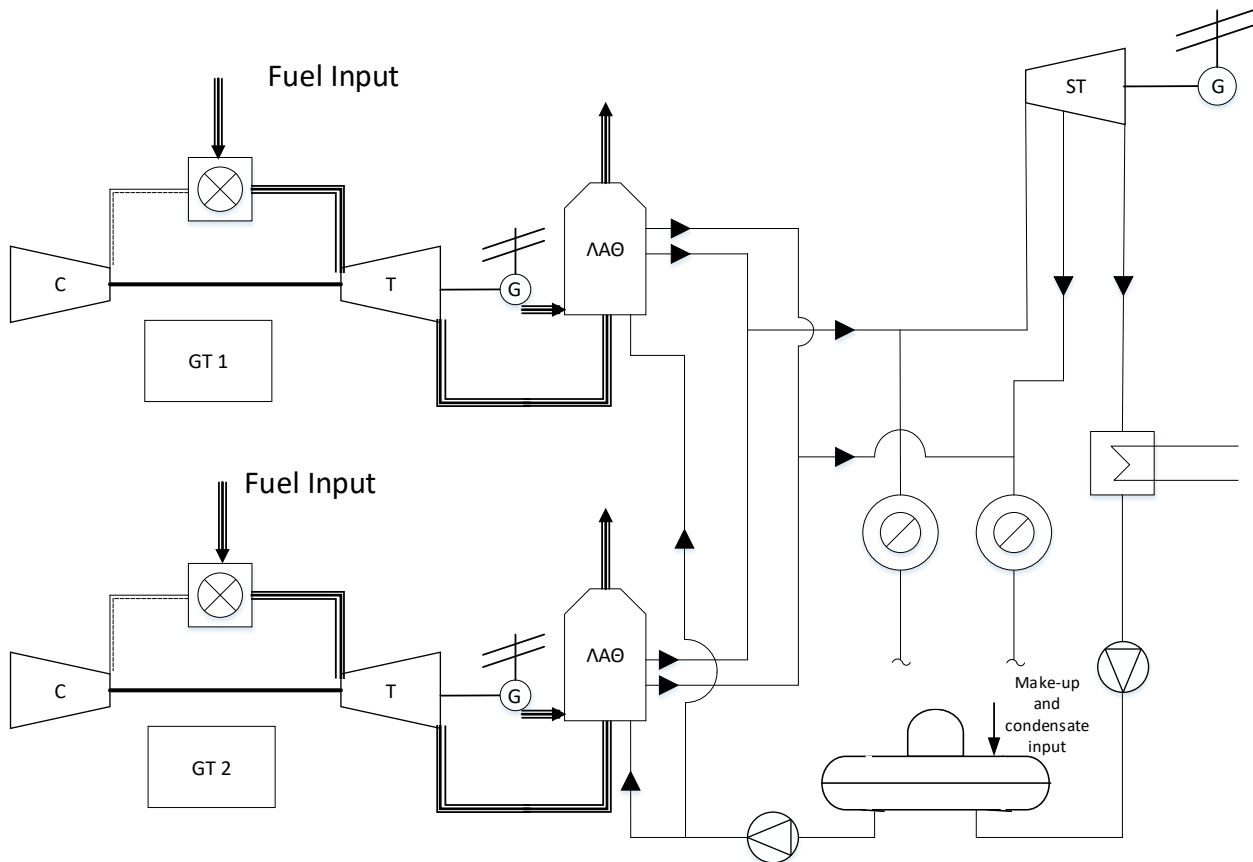 Fuel Input
ST
G
ΛΑΘ
C
T
G
GT 1
Fuel Input
ΛΑΘ
C
T
G
Make-up
and
condensate
input
GT 2